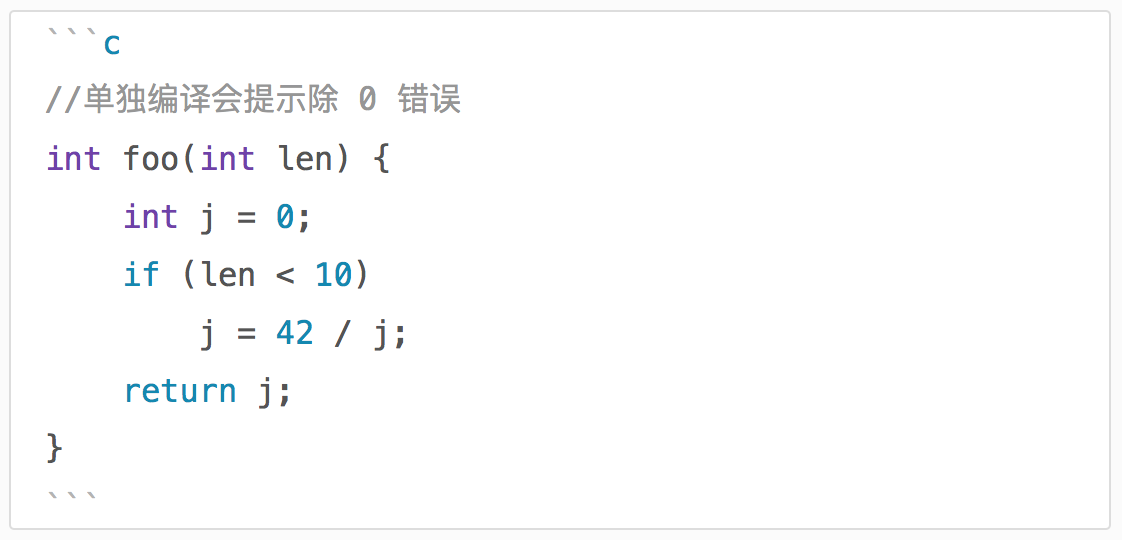 ```c
//单独编译会提示除 0 错误
int foo(int len) {
    int j = 0;
    if (len < 10)
        j = 42 / j;
    return j;
}
```